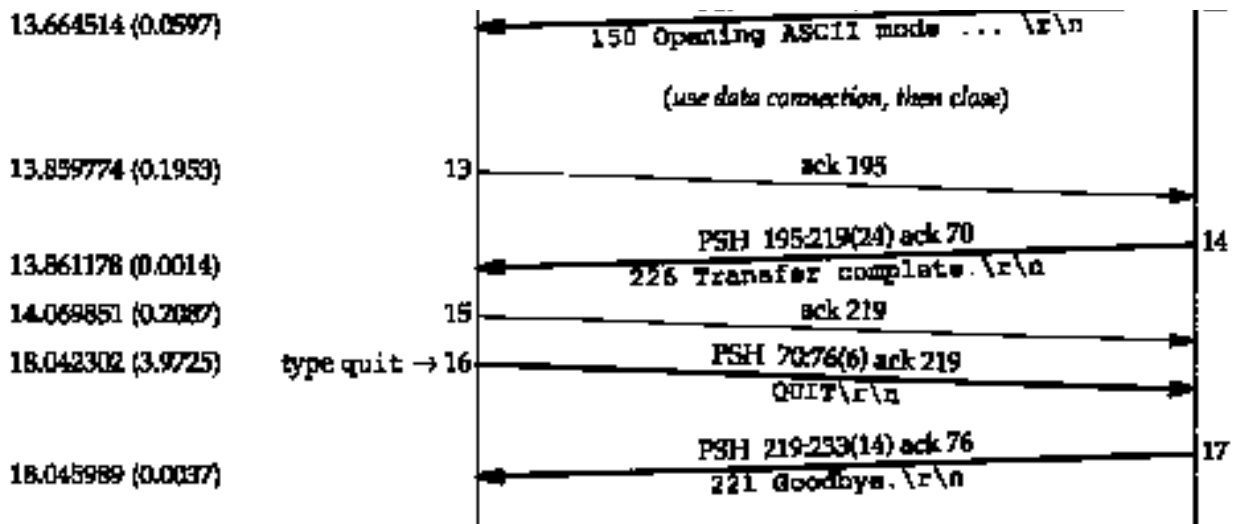 13.664514 (0.0597)
150 Opening ASCII mode ... \r\n
(use data connection, then close)
13.859774 (0.1953) 13 ack 195
PSH 195:219(24) ack 70 14
13.861178 (0.0014)
226 Transfer complete.\r\n
14.069851 (0.2087) 15 ack 219
18.042302 (3.9725) type quit → 16 PSH 70:76(6) ack 219
QUIT\r\n
PSH 219:233(14) ack 76 17
18.045989 (0.0037)
221 Goodbye.\r\n